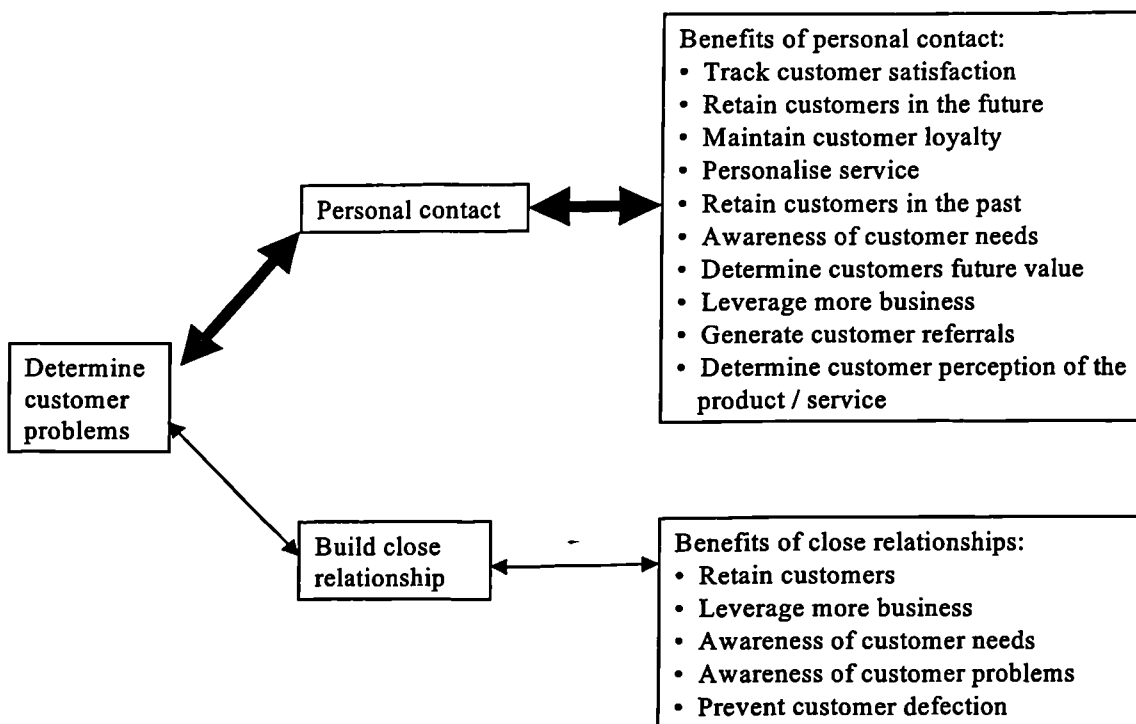 Benefits of personal contact:
• Track customer satisfaction
• Retain customers in the future
• Maintain customer loyalty
• Personalise service
• Retain customers in the past
• Awareness of customer needs
• Determine customers future value
• Leverage more business
• Generate customer referrals
• Determine customer perception of the
product / service
Personal contact
Determine
customer
problems
Build close
relationship
Benefits of close relationships:
• Retain customers
• Leverage more business
• Awareness of customer needs
• Awareness of customer problems
• Prevent customer defection